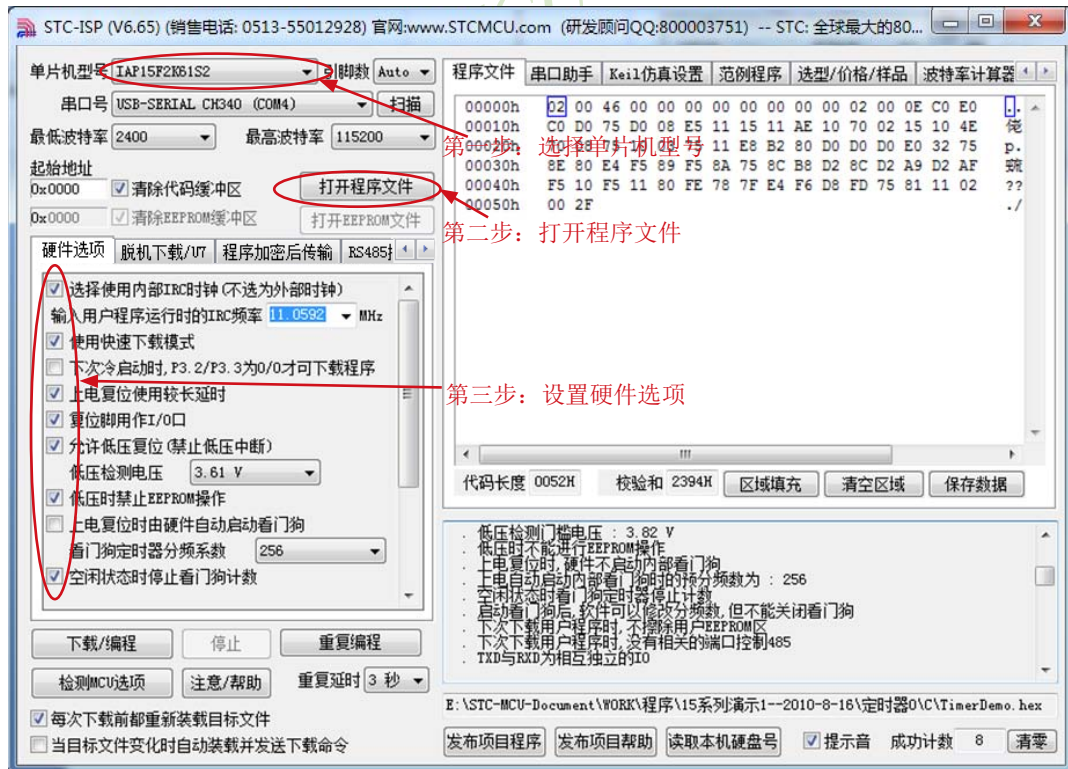 STC-ISP (V6.65) (销售电话: 0513-55012928) 官网:www.STCMCU.com (研发顾问QQ:800003751) -- STC: 全球最大的80...
单片机型号 IAP15F2K61S2 引脚数 Auto
串口号 USB-SERIAL CH340 (COM4) 扫描
最低波特率 2400 最高波特率 115200
起始地址
0x0000 清除代码缓冲区 打开程序文件
0x0000 清除EEPROM缓冲区 打开EEPROM文件
硬件选项 脱机下载/U7 程序加密后传输 RS485
选择使用内部IRC时钟(不选为外部时钟)
输入用户程序运行时的IRC频率 11.0592 MHz
使用快速下载模式
下次冷启动时,P3.2/P3.3为0/0才可下载程序
上电复位使用较长延时
复位脚用作I/O口
允许低压复位(禁止低压中断)
低压检测电压 3.61 V
低压时禁止EEPROM操作
上电复位时由硬件自动启动看门狗
看门狗定时器分频系数 256
空闲状态时停止看门狗计数
下载/编程 停止 重复编程
检测MCU选项 注意/帮助 重复延时 3 秒
每次下载前都重新装载目标文件
当目标文件变化时自动装载并发送下载命令
程序文件 串口助手 Keil仿真设置 范例程序 选型/价格/样品 波特率计算器
00000h 02 00 46 00 00 00 00 00 00 00 00 02 00 0E C0 E0 ..
00010h C0 D0 75 D0 08 E5 11 15 11 AE 10 70 02 15 10 4E 佬
00020h 11 E8 B2 80 D0 D0 D0 E0 32 75 p.
第一步：选择单片机型号
00030h 8E 80 E4 F5 89 F5 8A 75 8C B8 D2 8C D2 A9 D2 AF
00040h F5 10 F5 11 80 FE 78 7F E4 F6 D8 FD 75 81 11 02 ??
00050h 00 2F ./
第二步：打开程序文件
第三步：设置硬件选项
代码长度 0052H 校验和 2394H 区域填充 清空区域 保存数据
. 低压检测门槛电压 : 3.82 V
. 低压时不能进行EEPROM操作
. 上电复位时,硬件不启动内部看门狗
. 上电自动启动内部看门狗时的预分频数为 : 256
. 空闲状态时看门狗定时器停止计数
. 启动看门狗后,软件可以修改分频数,但不能关闭看门狗
. 下次下载用户程序时,不擦除用户EEPROM区
. 下次下载用户程序时,没有相关的端口控制485
. TXD与RXD为相互独立的IO
E:\STC-MCU-Document\WORK\程序\15系列演示1--2010-8-16\定时器0\C\TimerDemo.hex
发布项目程序 发布项目帮助 读取本机硬盘号 提示音 成功计数 8 清零